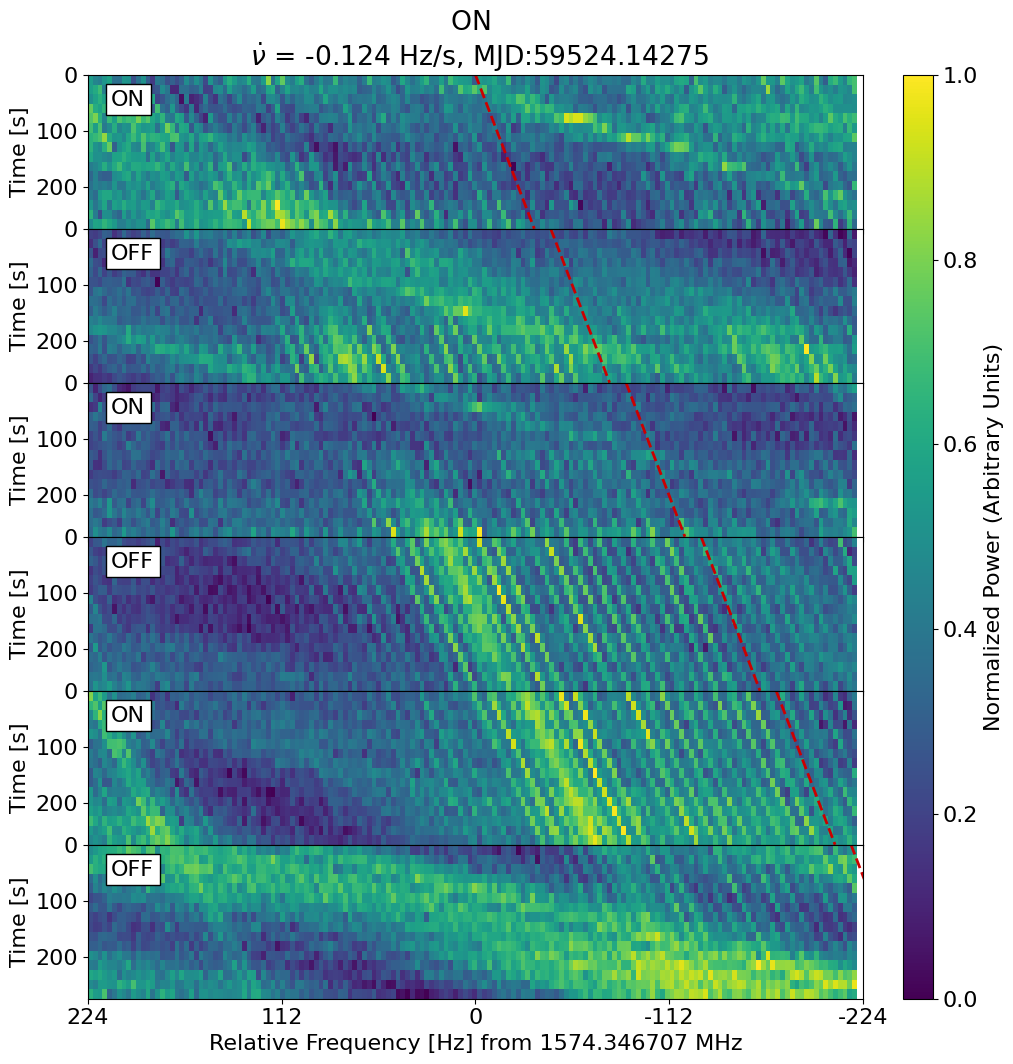 ON
ν̇ = -0.124 Hz/s, MJD:59524.14275
0
ON
100
Time [s]
200
0
OFF
100
Time [s]
200
0
ON
100
Time [s]
200
0
OFF
100
Time [s]
200
0
ON
100
Time [s]
200
0
OFF
100
Time [s]
200
224 112 0 -112 -224
Relative Frequency [Hz] from 1574.346707 MHz
1.0
0.8
0.6
0.4
0.2
0.0
Normalized Power (Arbitrary Units)